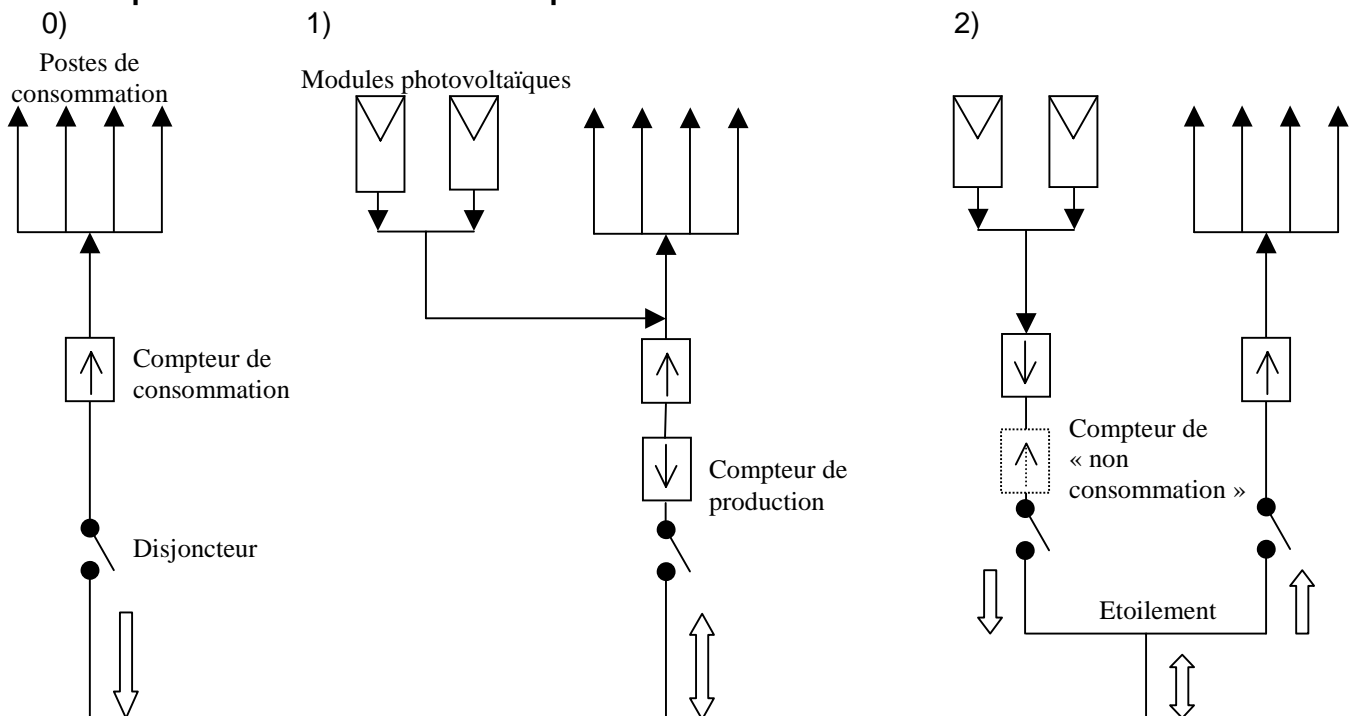 0)
1)
2)
Postes de
consommation
Modules photovoltaïques
Compteur de
consommation
Compteur de
production
Compteur de
« non
consommation »
Disjoncteur
Etoilement